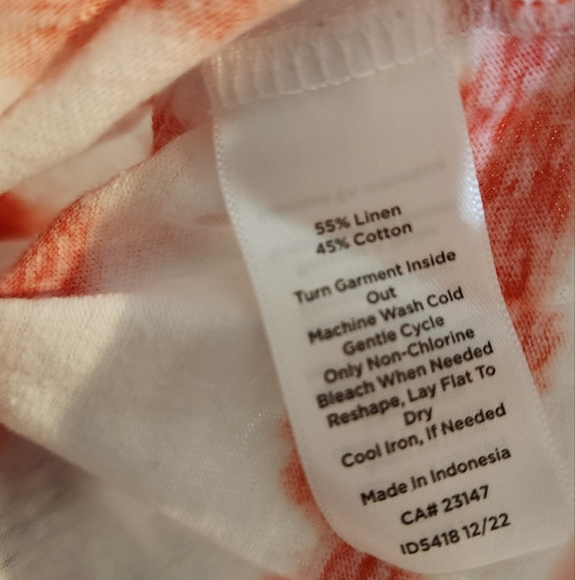 55% Linen
45% Cotton
Turn Garment Inside
Out
Machine Wash Cold
Gentle Cycle
Only Non-Chlorine
Bleach When Needed
Reshape, Lay Flat To
Dry
Cool Iron, If Needed
Made In Indonesia
CA# 23147
ID5418 12/22